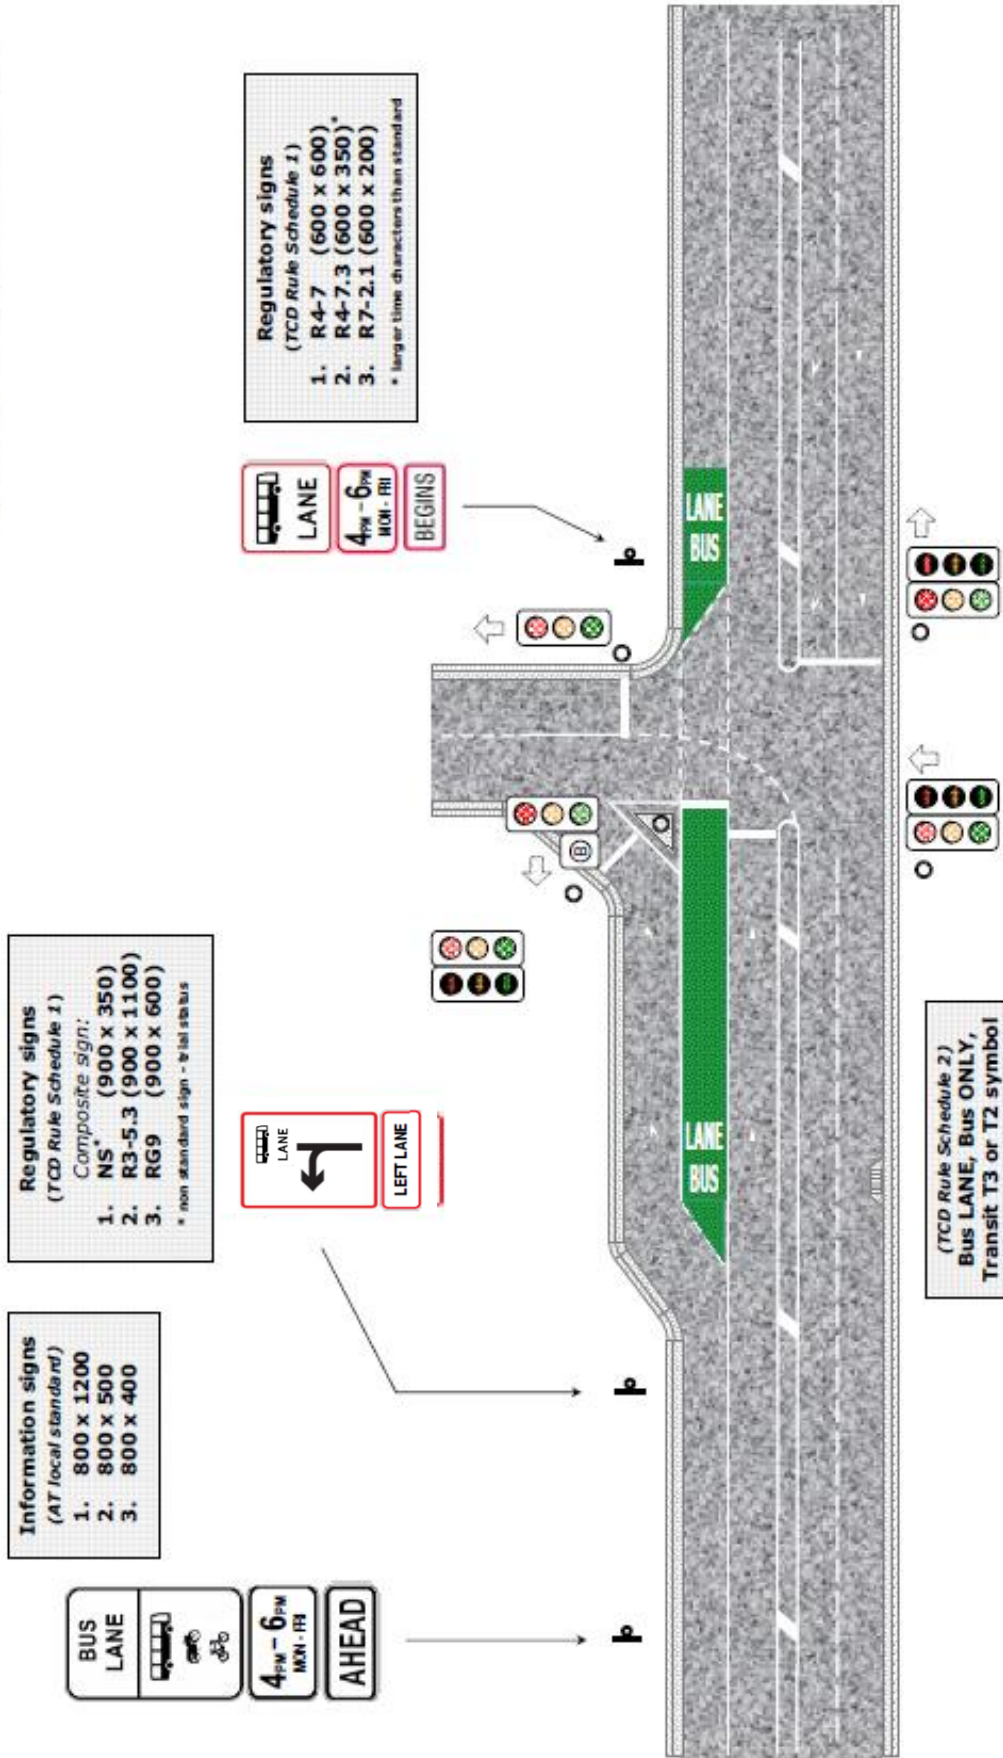 BUS
LANE
4PM - 6PM
MON - FRI
AHEAD
Information signs
(AT local standard)
1. 800 x 1200
2. 800 x 500
3. 800 x 400
LANE
LEFT LANE
Regulatory signs
(TCD Rule Schedule 1)
Composite sign:
1. NS* (900 x 350)
2. R3-5.3 (900 x 1100)
3. RG9 (900 x 600)
* non standard sign - trial status
LANE
4PM - 6PM
MON - FRI
BEGINS
Regulatory signs
(TCD Rule Schedule 1)
1. R4-7 (600 x 600)
2. R4-7.3 (600 x 350)*
3. R7-2.1 (600 x 200)
* larger time characters than standard
B
LANE
BUS
LANE
BUS
(TCD Rule Schedule 2)
Bus LANE, Bus ONLY,
Transit T3 or T2 symbol